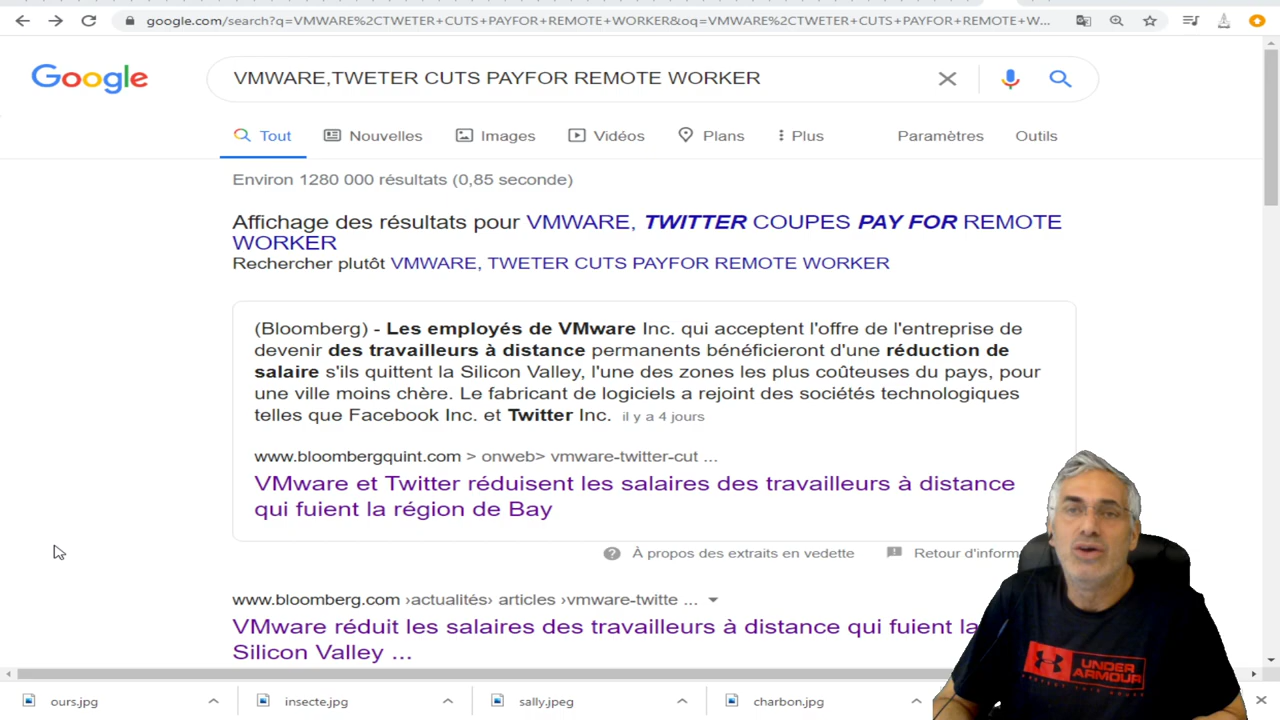 google.com/search?q=VMWARE%2CTWETER+CUTS+PAYFOR+REMOTE+WORKER&oq=VMWARE%2CTWETER+CUTS+PAYFOR+REMOTE+W...
Google
VMWARE,TWETER CUTS PAYFOR REMOTE WORKER
Tout Nouvelles Images Vidéos Plans Plus Paramètres Outils
Environ 1280 000 résultats (0,85 seconde)
Affichage des résultats pour VMWARE, TWITTER COUPES PAY FOR REMOTE
WORKER
Rechercher plutôt VMWARE, TWETER CUTS PAYFOR REMOTE WORKER
(Bloomberg) - Les employés de VMware Inc. qui acceptent l'offre de l'entreprise de
devenir des travailleurs à distance permanents bénéficieront d'une réduction de
salaire s'ils quittent la Silicon Valley, l'une des zones les plus coûteuses du pays, pour
une ville moins chère. Le fabricant de logiciels a rejoint des sociétés technologiques
telles que Facebook Inc. et Twitter Inc. il y a 4 jours
www.bloombergquint.com > onweb> vmware-twitter-cut ...
VMware et Twitter réduisent les salaires des travailleurs à distance
qui fuient la région de Bay
À propos des extraits en vedette Retour d'inform
www.bloomberg.com ›actualités› articles ›vmware-twitte ...
VMware réduit les salaires des travailleurs à distance qui fuient la
Silicon Valley ...
UNDER
ARMOUR
ours.jpg insecte.jpg sally.jpeg charbon.jpg